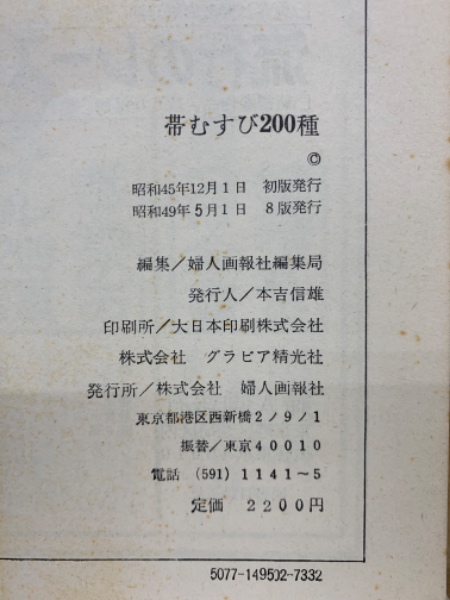 帯むすび200種
©
昭和45年12月1日 初版発行
昭和49年5月1日 8版発行
編集／婦人画報社編集局
発行人／本吉信雄
印刷所／大日本印刷株式会社
株式会社 グラビア精光社
発行所／株式会社 婦人画報社
東京都港区西新橋2ノ9ノ1
振替／東京40010
電話 (591) 1141〜5
定価 2200円
5077-149502-7332